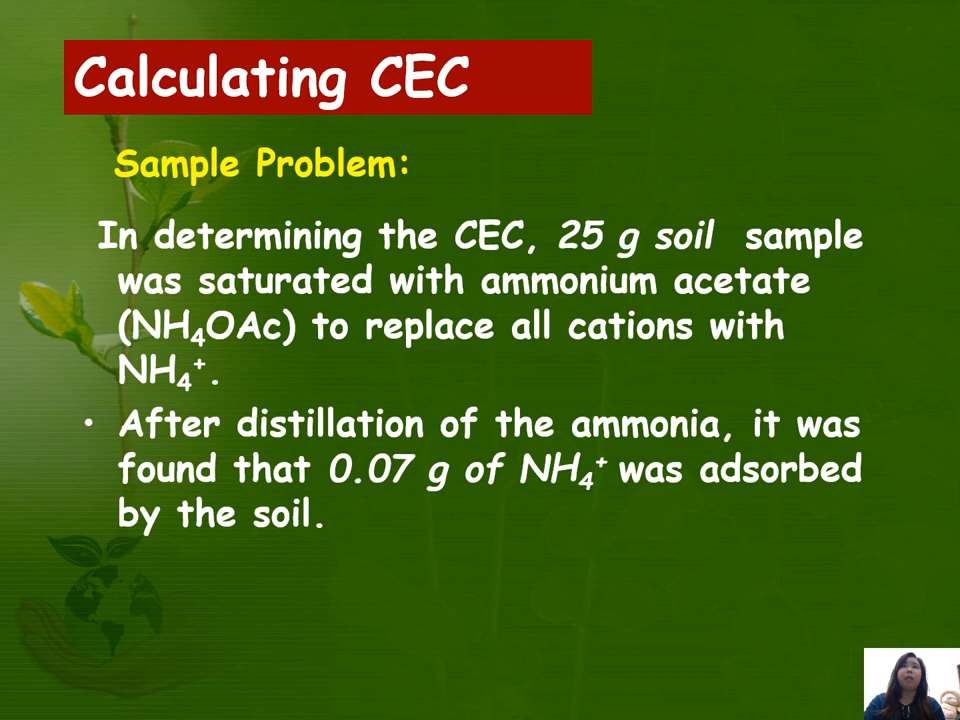 Calculating CEC
Sample Problem:
In determining the CEC, 25 g soil sample
was saturated with ammonium acetate
(NH₄OAc) to replace all cations with
NH₄⁺.
• After distillation of the ammonia, it was
found that 0.07 g of NH₄⁺ was adsorbed
by the soil.